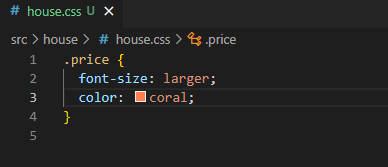 # house.css U ×
src > house > # house.css > .price
1 .price {
2 font-size: larger;
3 color: coral;
4 }
5